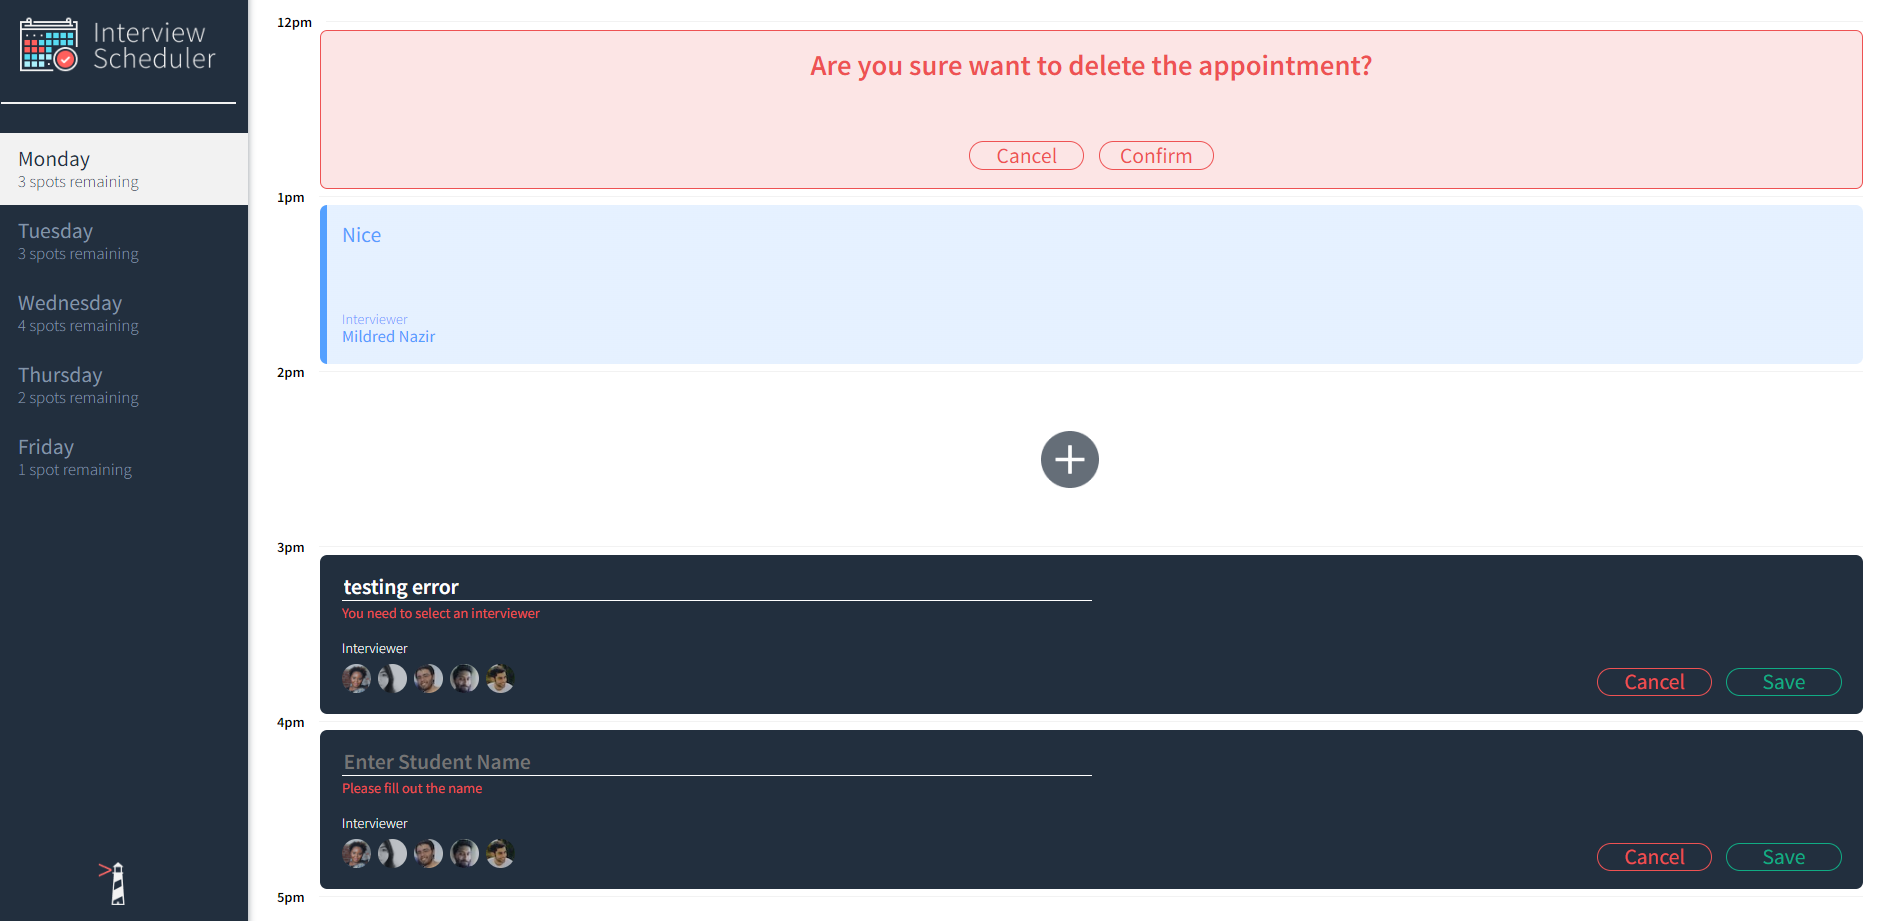 Interview
Scheduler
Monday
3 spots remaining
Tuesday
3 spots remaining
Wednesday
4 spots remaining
Thursday
2 spots remaining
Friday
1 spot remaining
12pm
Are you sure want to delete the appointment?
Cancel Confirm
1pm
Nice
Interviewer
Mildred Nazir
2pm
3pm
testing error
You need to select an interviewer
Interviewer
Cancel Save
4pm
Enter Student Name
Please fill out the name
Interviewer
Cancel Save
5pm